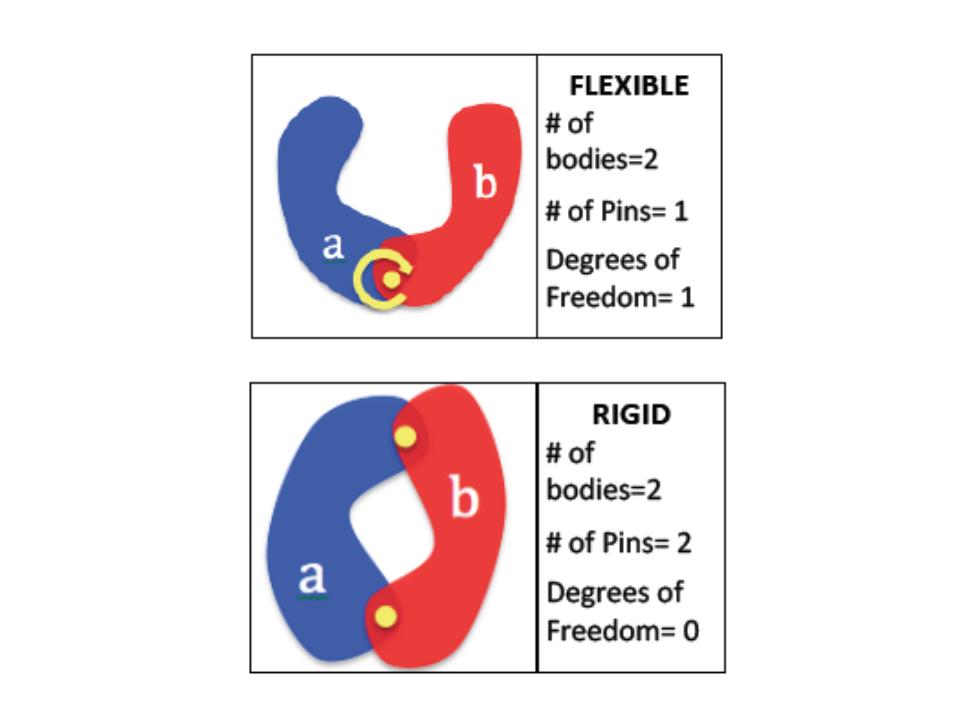 a
b
FLEXIBLE
# of
bodies=2
# of Pins= 1
Degrees of
Freedom= 1
a
b
RIGID
# of
bodies=2
# of Pins= 2
Degrees of
Freedom= 0